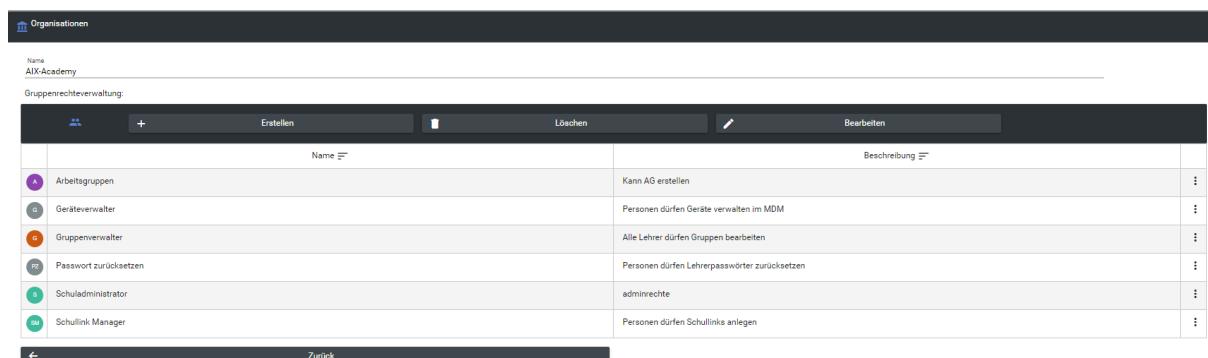 Organisationen
Name
AIX-Academy
Gruppenrechteverwaltung:
Erstellen Löschen Bearbeiten
Name Beschreibung
A Arbeitsgruppen Kann AG erstellen
G Geräteverwalter Personen dürfen Geräte verwalten im MDM
G Gruppenverwalter Alle Lehrer dürfen Gruppen bearbeiten
PZ Passwort zurücksetzen Personen dürfen Lehrerpasswörter zurücksetzen
S Schuladministrator adminrechte
SM Schullink Manager Personen dürfen Schullinks anlegen
Zurück